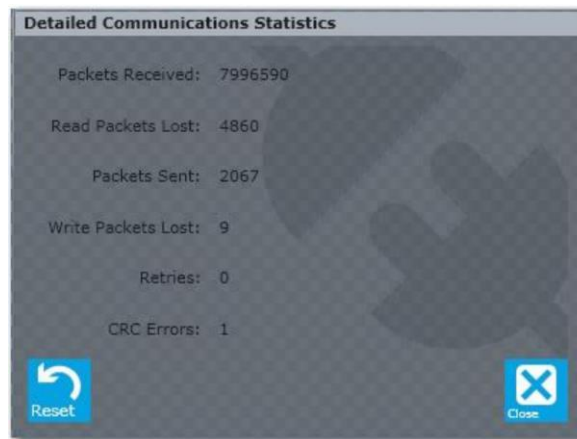 Detailed Communications Statistics
Packets Received: 7996590
Read Packets Lost: 4860
Packets Sent: 2067
Write Packets Lost: 9
Retries: 0
CRC Errors: 1
Reset
Close